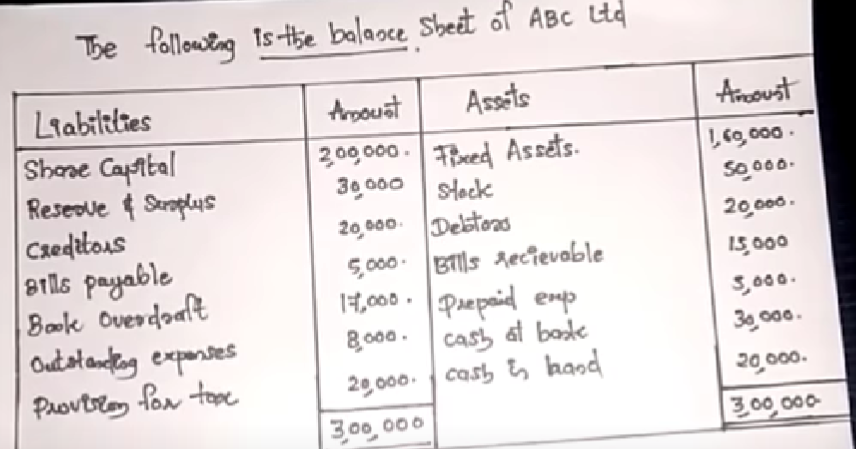 The following is the balance Sheet of ABC Ltd
Liabilities Amount Assets Amount
Share Capital 2,00,000. Fixed Assets. 1,60,000.
Reserve & Surplus 30,000 Stock 50,000.
Creditors 20,000. Debtors 20,000.
Bills payable 5,000. Bills recievable 15,000
Bank Overdraft 17,000. Prepaid exp 5,000.
Outstanding expenses 8,000. cash at bank 30,000.
Provision for tax 20,000. cash in hand 20,000.
3,00,000 3,00,000